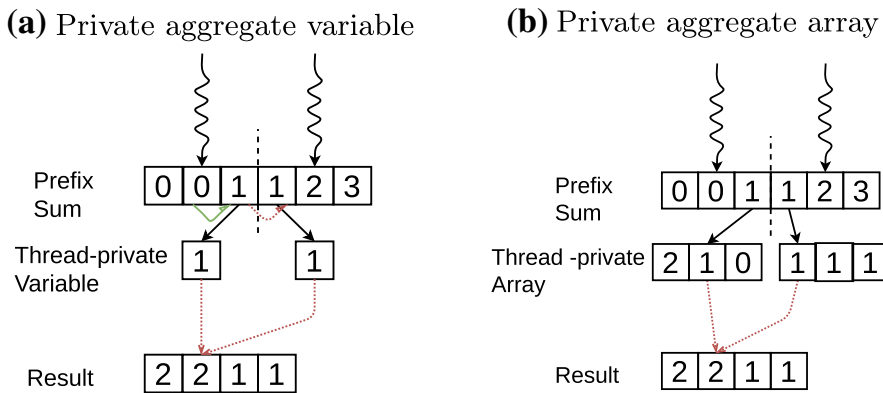 (a) Private aggregate variable
Prefix
Sum
0 0 1 1 2 3
Thread-private
Variable
1 1
Result
2 2 1 1
(b) Private aggregate array
Prefix
Sum
0 0 1 1 2 3
Thread -private
Array
2 1 0 1 1 1
Result
2 2 1 1